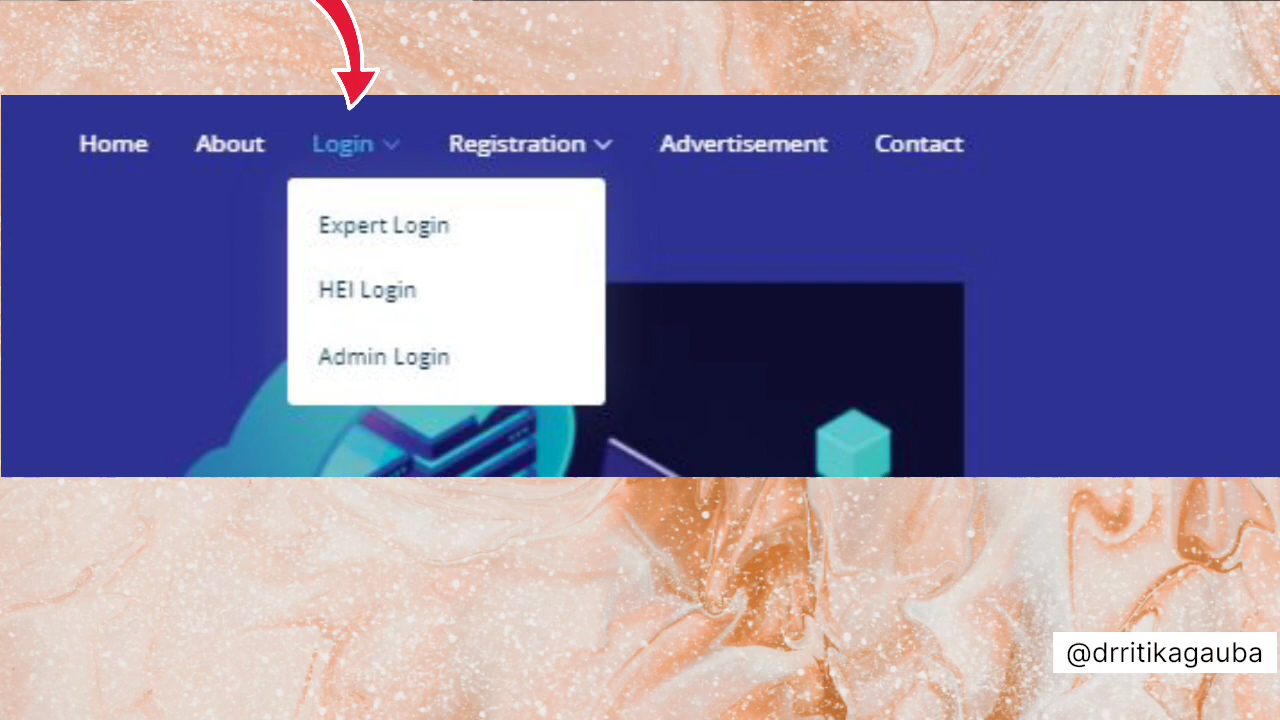 Home About Login Registration Advertisement Contact
Expert Login
HEI Login
Admin Login
@drritikagauba